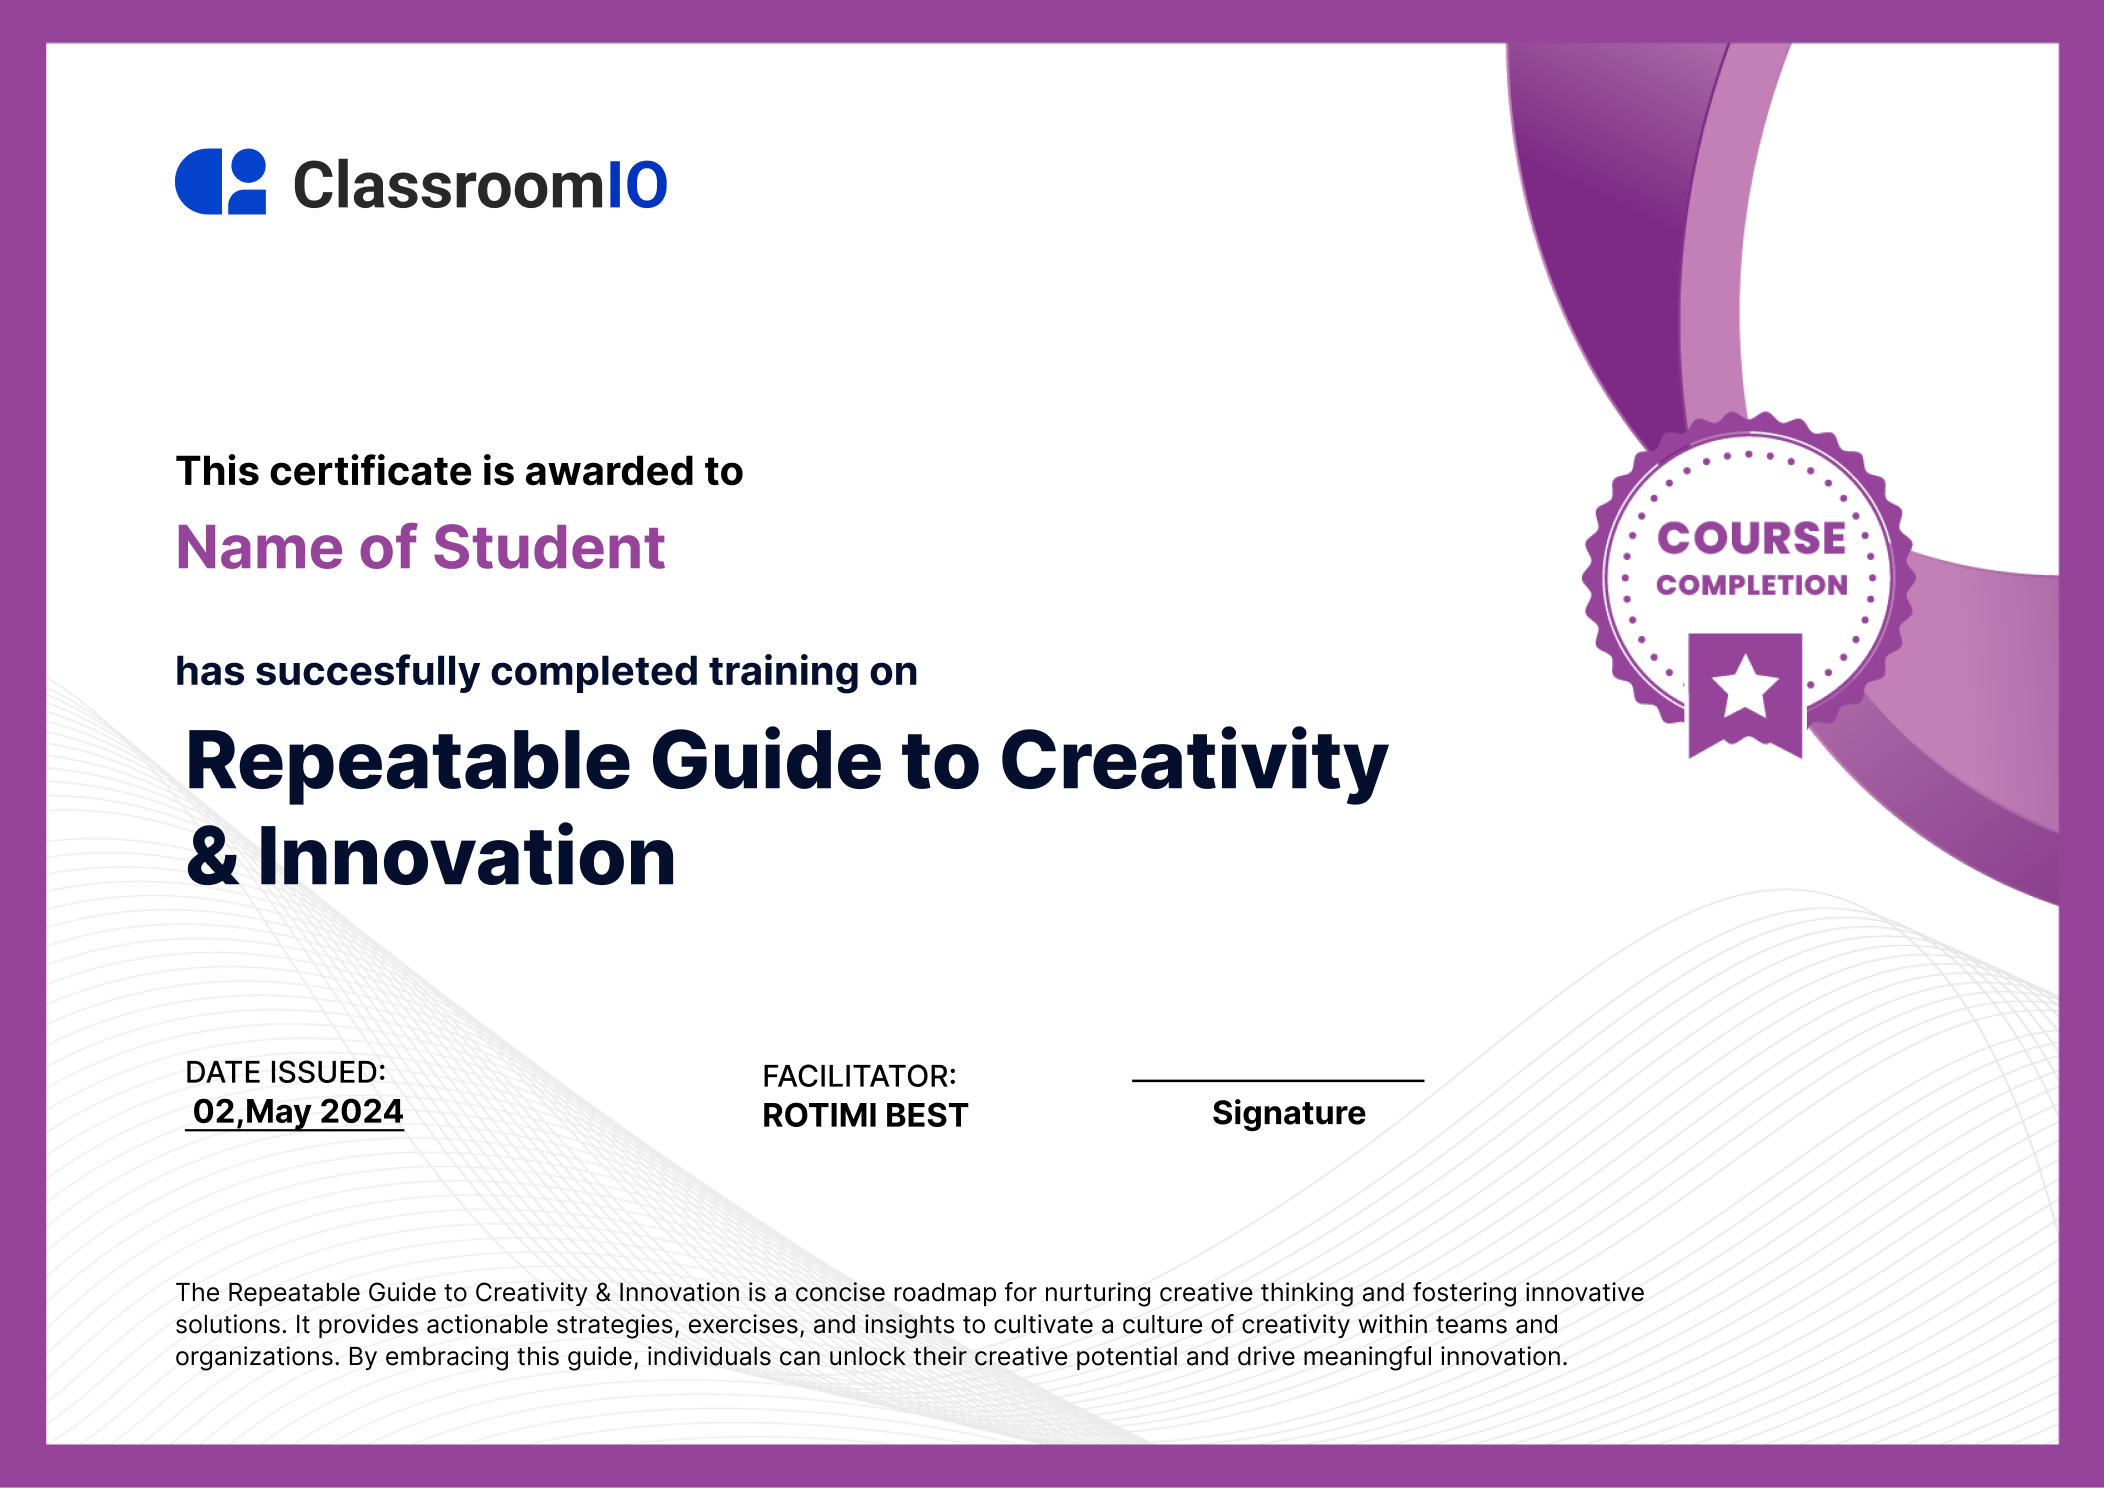 ClassroomIO
This certificate is awarded to
Name of Student
has succesfully completed training on
Repeatable Guide to Creativity
& Innovation
COURSE
COMPLETION
DATE ISSUED:
02,May 2024
FACILITATOR:
ROTIMI BEST
Signature
The Repeatable Guide to Creativity & Innovation is a concise roadmap for nurturing creative thinking and fostering innovative
solutions. It provides actionable strategies, exercises, and insights to cultivate a culture of creativity within teams and
organizations. By embracing this guide, individuals can unlock their creative potential and drive meaningful innovation.